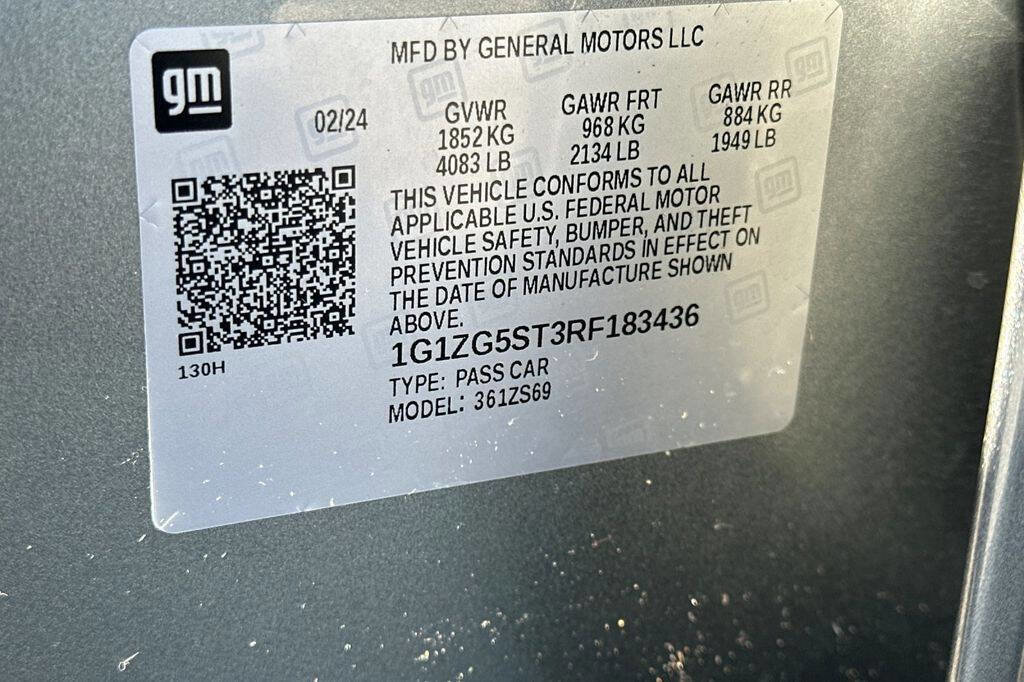 gm
MFD BY GENERAL MOTORS LLC
02/24
GVWR
1852 KG
4083 LB
GAWR FRT
968 KG
2134 LB
GAWR RR
884 KG
1949 LB
THIS VEHICLE CONFORMS TO ALL
APPLICABLE U.S. FEDERAL MOTOR
VEHICLE SAFETY, BUMPER, AND THEFT
PREVENTION STANDARDS IN EFFECT ON
THE DATE OF MANUFACTURE SHOWN
ABOVE.
1G1ZG5ST3RF183436
TYPE: PASS CAR
MODEL: 361ZS69
130H